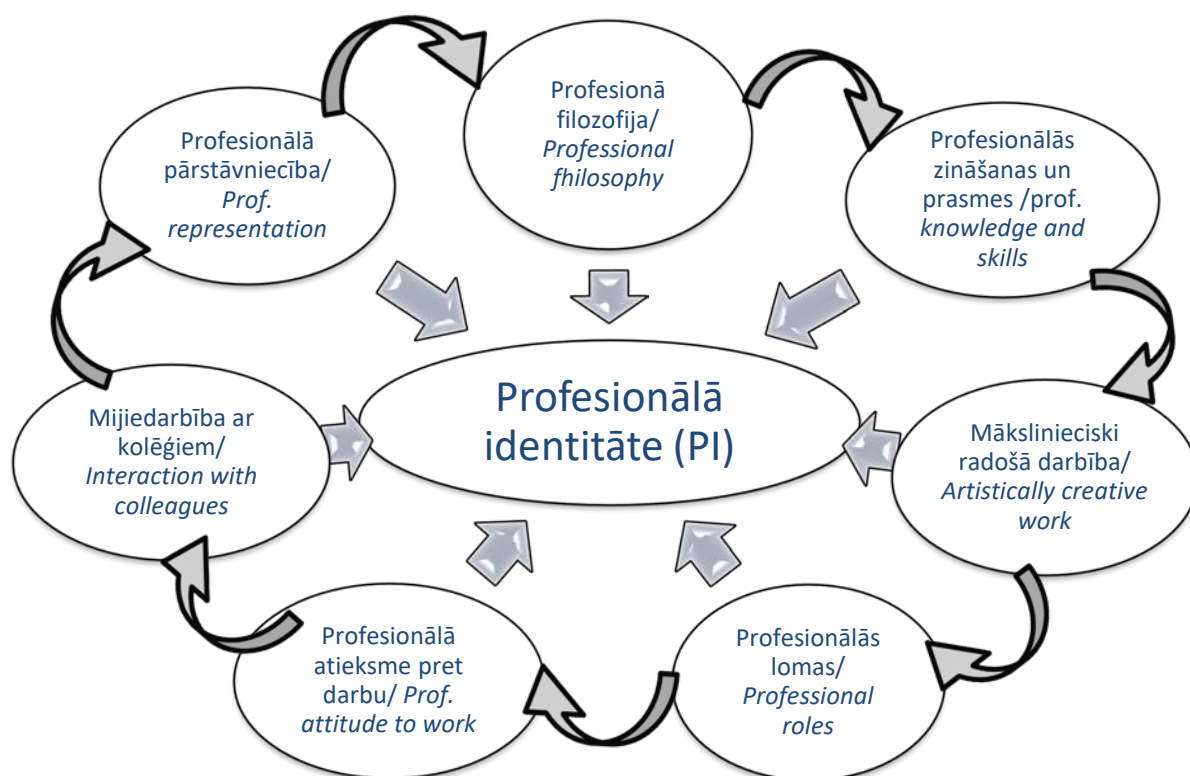 Profesionā
filozofija/
Professional
fhilosophy
Profesionālās
zināšanas un
prasmes /prof.
knowledge and
skills
Mākslinieciski
radošā darbība/
Artistically creative
work
Profesionālās
lomas/
Professional
roles
Profesionālā
atieksme pret
darbu/ Prof.
attitude to work
Mijiedarbība ar
kolēģiem/
Interaction with
colleagues
Profesionālā
pārstāvniecība/
Prof.
representation
Profesionālā
identitāte (PI)